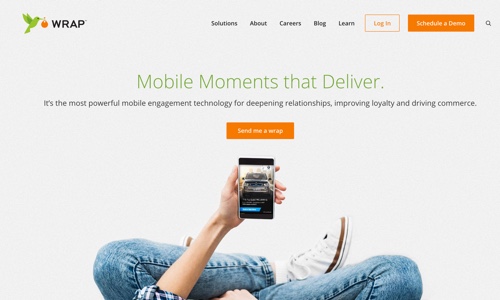 WRAP
Solutions
About
Careers
Blog
Learn
Log In
Schedule a Demo
Mobile Moments that Deliver.
It's the most powerful mobile engagement technology for deepening relationships, improving loyalty and driving commerce.
Send me a wrap